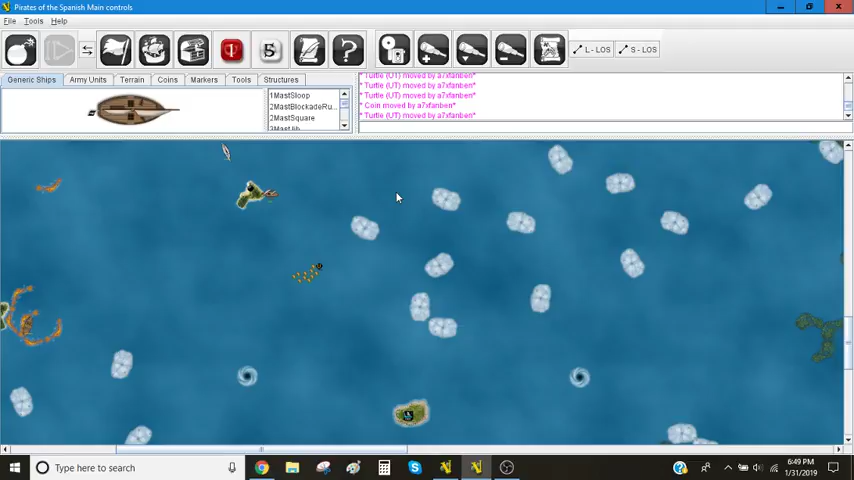 Pirates of the Spanish Main controls
File Tools Help
L - LOS S - LOS
Generic Ships Army Units Terrain Coins Markers Tools Structures
1MastSloop
2MastBlockadeRu...
2MastSquare
* Turtle (UT) moved by a7xfanben*
* Turtle (UT) moved by a7xfanben*
* Turtle (UT) moved by a7xfanben*
* Coin moved by a7xfanben*
* Turtle (UT) moved by a7xfanben*
Type here to search
6:49 PM
1/31/2019